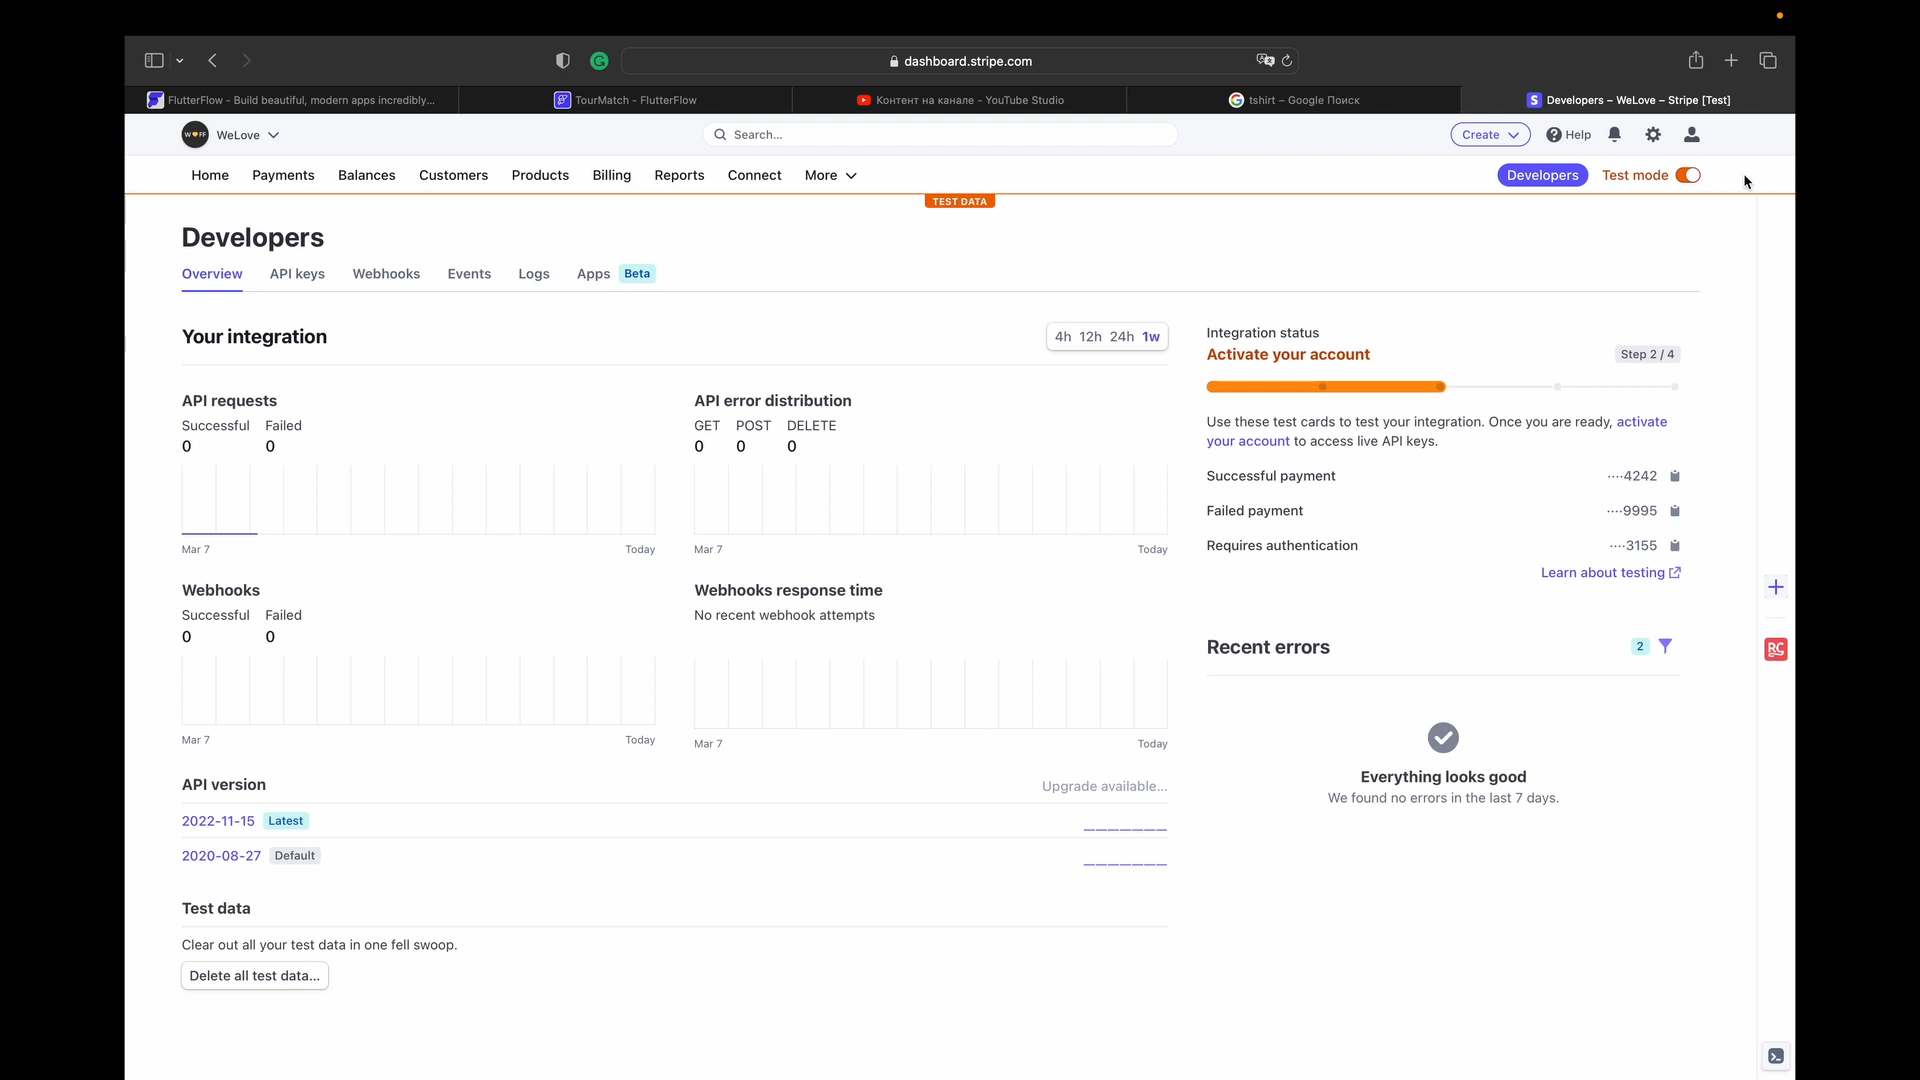 dashboard.stripe.com
FlutterFlow - Build beautiful, modern apps incredibly...
TourMatch - FlutterFlow
Контент на канале - YouTube Studio
tshirt – Google Поиск
Developers – WeLove – Stripe [Test]
WeLove
Search...
Create
Help
Home Payments Balances Customers Products Billing Reports Connect More
Developers
Test mode
TEST DATA
Developers
Overview API keys Webhooks Events Logs Apps Beta
Your integration
4h 12h 24h 1w
API requests
Successful Failed
0 0
Mar 7 Today
API error distribution
GET POST DELETE
0 0 0
Mar 7 Today
Webhooks
Successful Failed
0 0
Mar 7 Today
Webhooks response time
No recent webhook attempts
Mar 7 Today
API version
Upgrade available...
2022-11-15 Latest
2020-08-27 Default
Test data
Clear out all your test data in one fell swoop.
Delete all test data...
Integration status
Activate your account
Step 2 / 4
Use these test cards to test your integration. Once you are ready, activate
your account to access live API keys.
Successful payment ····4242
Failed payment ····9995
Requires authentication ····3155
Learn about testing
Recent errors
2
Everything looks good
We found no errors in the last 7 days.
RC